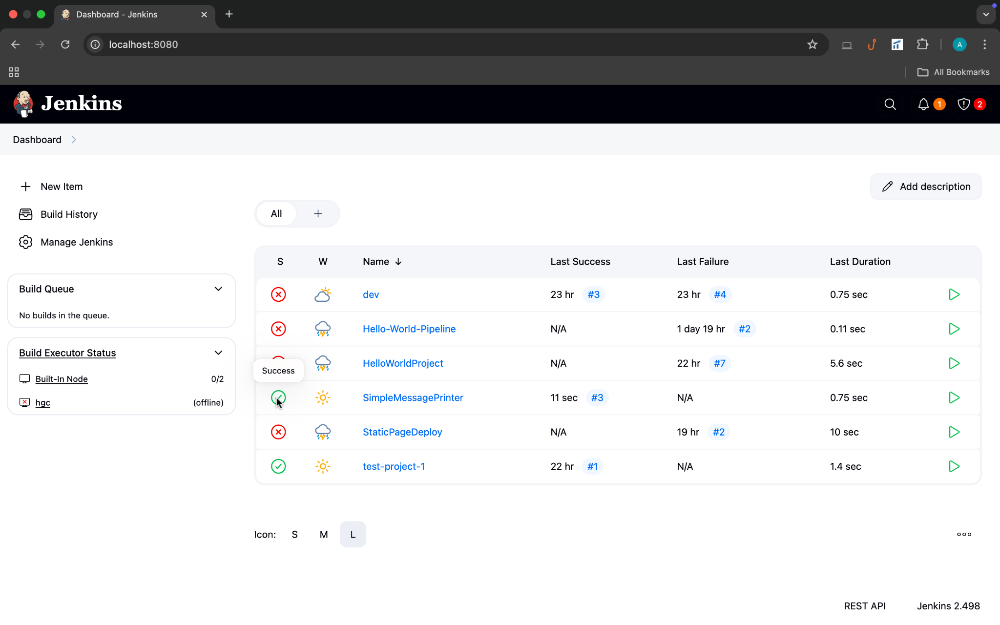 Dashboard - Jenkins
localhost:8080
A
All Bookmarks
Jenkins
1
2
Dashboard
New Item
Build History
Manage Jenkins
Build Queue
No builds in the queue.
Build Executor Status
Built-In Node 0/2
hgc (offline)
Add description
All
S W Name Last Success Last Failure Last Duration
dev 23 hr #3 23 hr #4 0.75 sec
Hello-World-Pipeline N/A 1 day 19 hr #2 0.11 sec
HelloWorldProject N/A 22 hr #7 5.6 sec
Success
SimpleMessagePrinter 11 sec #3 N/A 0.75 sec
StaticPageDeploy N/A 19 hr #2 10 sec
test-project-1 22 hr #1 N/A 1.4 sec
Icon: S M L
REST API Jenkins 2.498